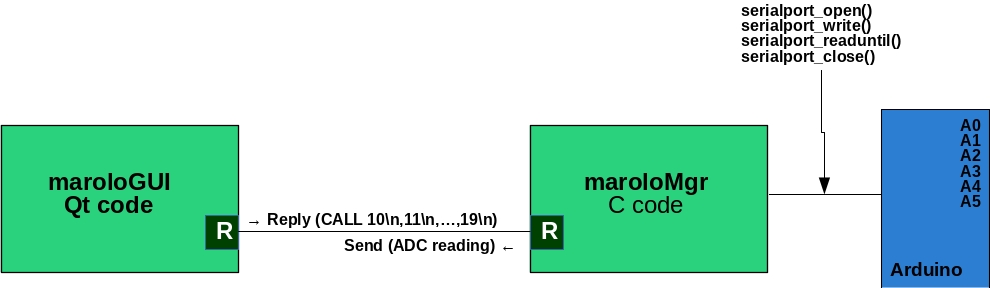 serialport_open()
serialport_write()
serialport_readuntil()
serialport_close()
maroloGUI
Qt code
R
→ Reply (CALL 10\n,11\n,...,19\n)
Send (ADC reading) ←
maroloMgr
C code
R
A0
A1
A2
A3
A4
A5
Arduino